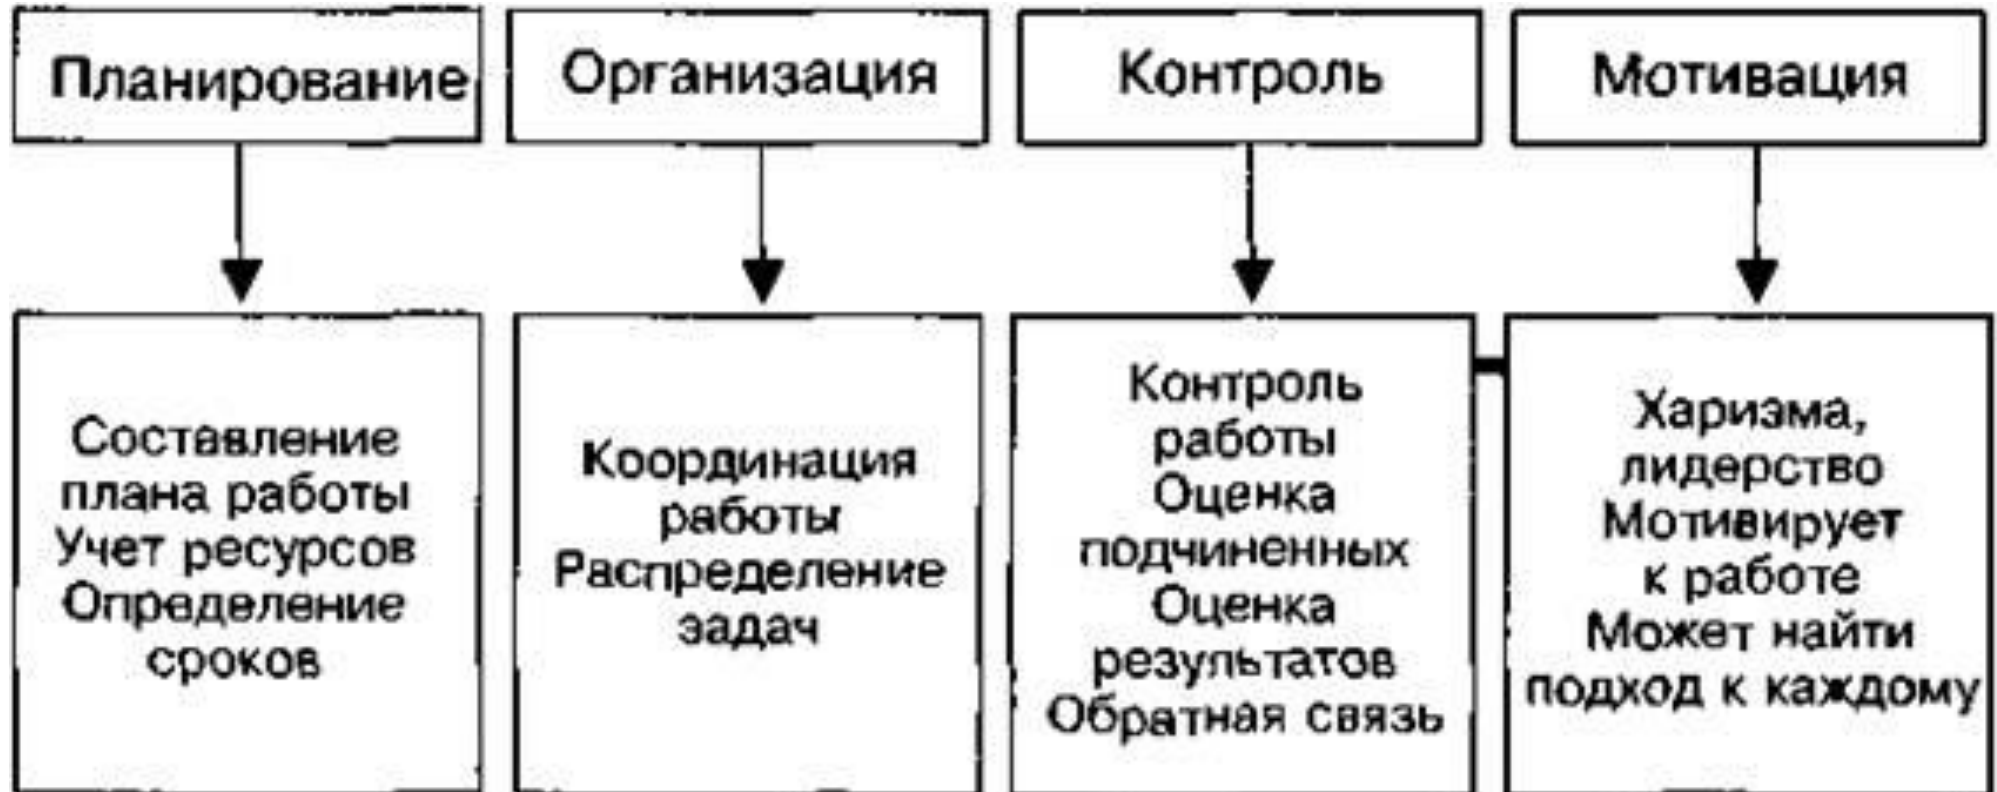 Планирование
Организация
Контроль
Мотивация
Составление
плана работы
Учет ресурсов
Определение
сроков
Координация
работы
Распределение
задач
Контроль
работы
Оценка
подчиненных
Оценка
результатов
Обратная связь
Харизма,
лидерство
Мотивирует
к работе
Может найти
подход к каждому